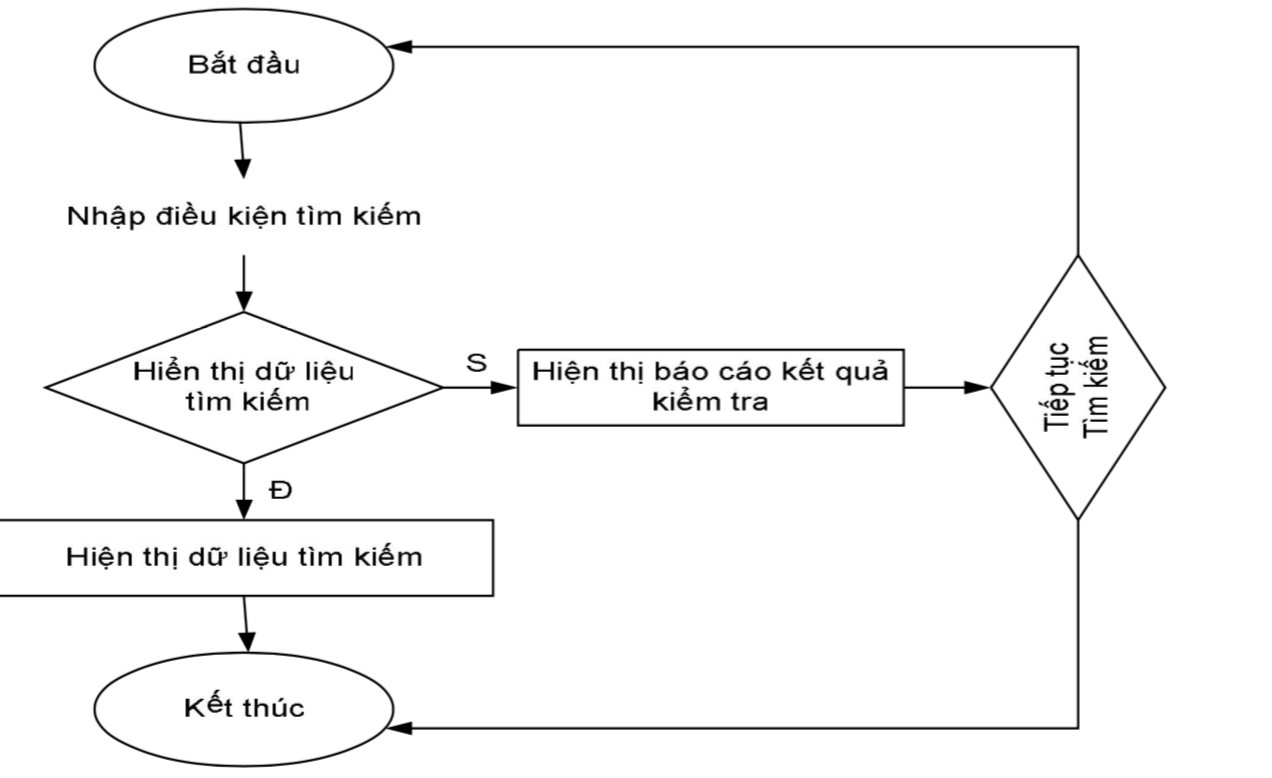 Bắt đầu
Nhập điều kiện tìm kiếm
Hiển thị dữ liệu
tìm kiếm
S
Hiện thị báo cáo kết quả
kiểm tra
Tiếp tục
Tìm kiếm
Đ
Hiện thị dữ liệu tìm kiếm
Kết thúc